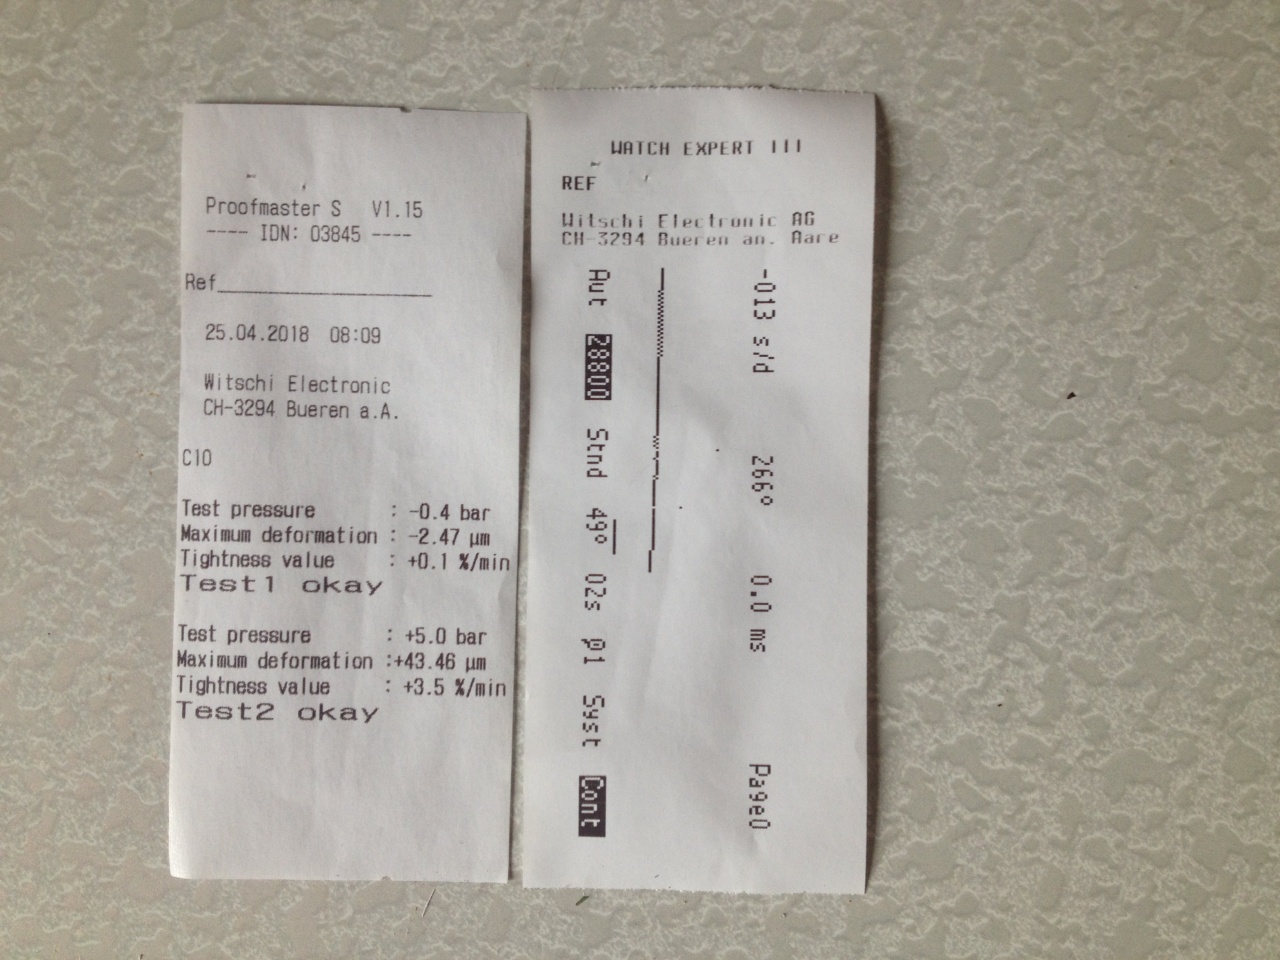 Proofmaster S V1.15
---- IDN: 03845 ----
Ref____________________
25.04.2018 08:09
Witschi Electronic
CH-3294 Bueren a.A.
C10
Test pressure : -0.4 bar
Maximum deformation : -2.47 µm
Tightness value : +0.1 %/min
Test1 okay
Test pressure : +5.0 bar
Maximum deformation :+43.46 µm
Tightness value : +3.5 %/min
Test2 okay
WATCH EXPERT III
REF
Witschi Electronic AG
CH-3294 Bueren an. Aare
-013 s/d 266° 0.0 ms Page0
Aut 28800 Stnd 49° 02s φ1 Syst Cont